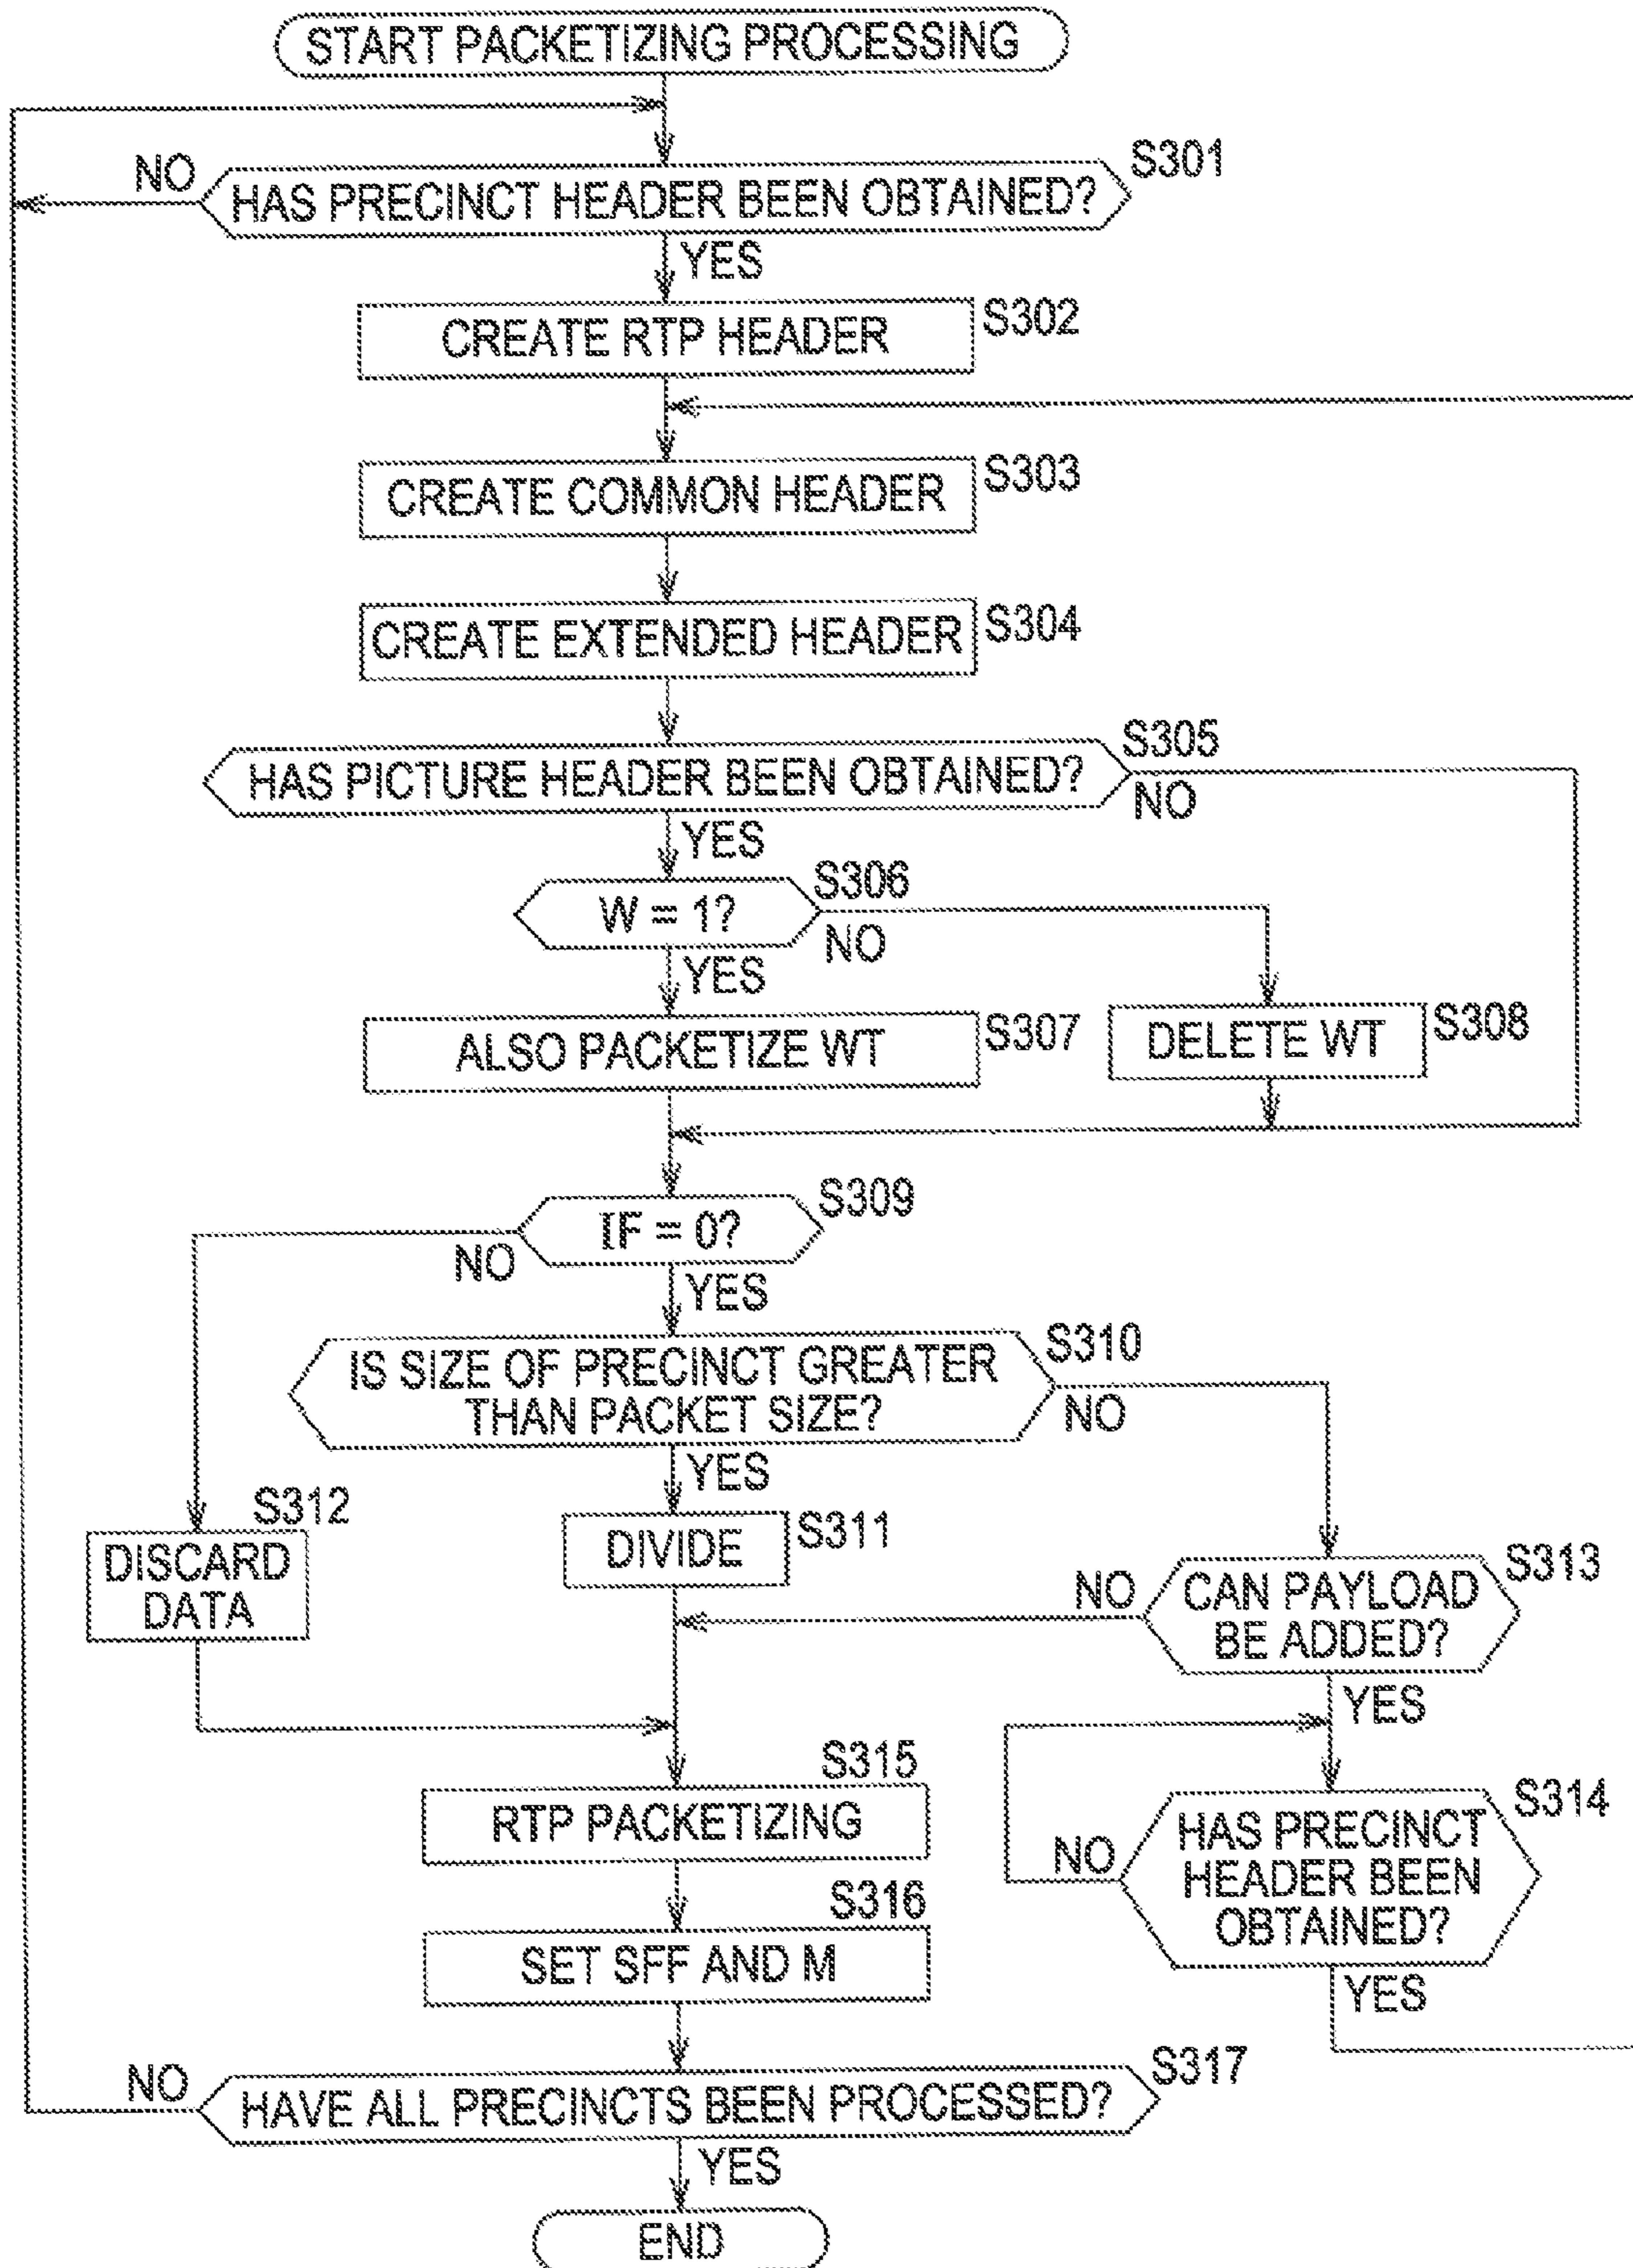 START PACKETIZING PROCESSING
S301
NO
HAS PRECINCT HEADER BEEN OBTAINED?
YES
S302
CREATE RTP HEADER
S303
CREATE COMMON HEADER
S304
CREATE EXTENDED HEADER
S305
HAS PICTURE HEADER BEEN OBTAINED?
NO
YES
S306
W = 1?
NO
YES
S307
ALSO PACKETIZE WT
S308
DELETE WT
S309
IF = 0?
NO
YES
S310
IS SIZE OF PRECINCT GREATER
THAN PACKET SIZE?
NO
YES
S312
DISCARD
DATA
S311
DIVIDE
S313
NO
CAN PAYLOAD
BE ADDED?
YES
S315
RTP PACKETIZING
S314
HAS PRECINCT
HEADER BEEN
OBTAINED?
NO
YES
S316
SET SFF AND M
S317
NO
HAVE ALL PRECINCTS BEEN PROCESSED?
YES
END